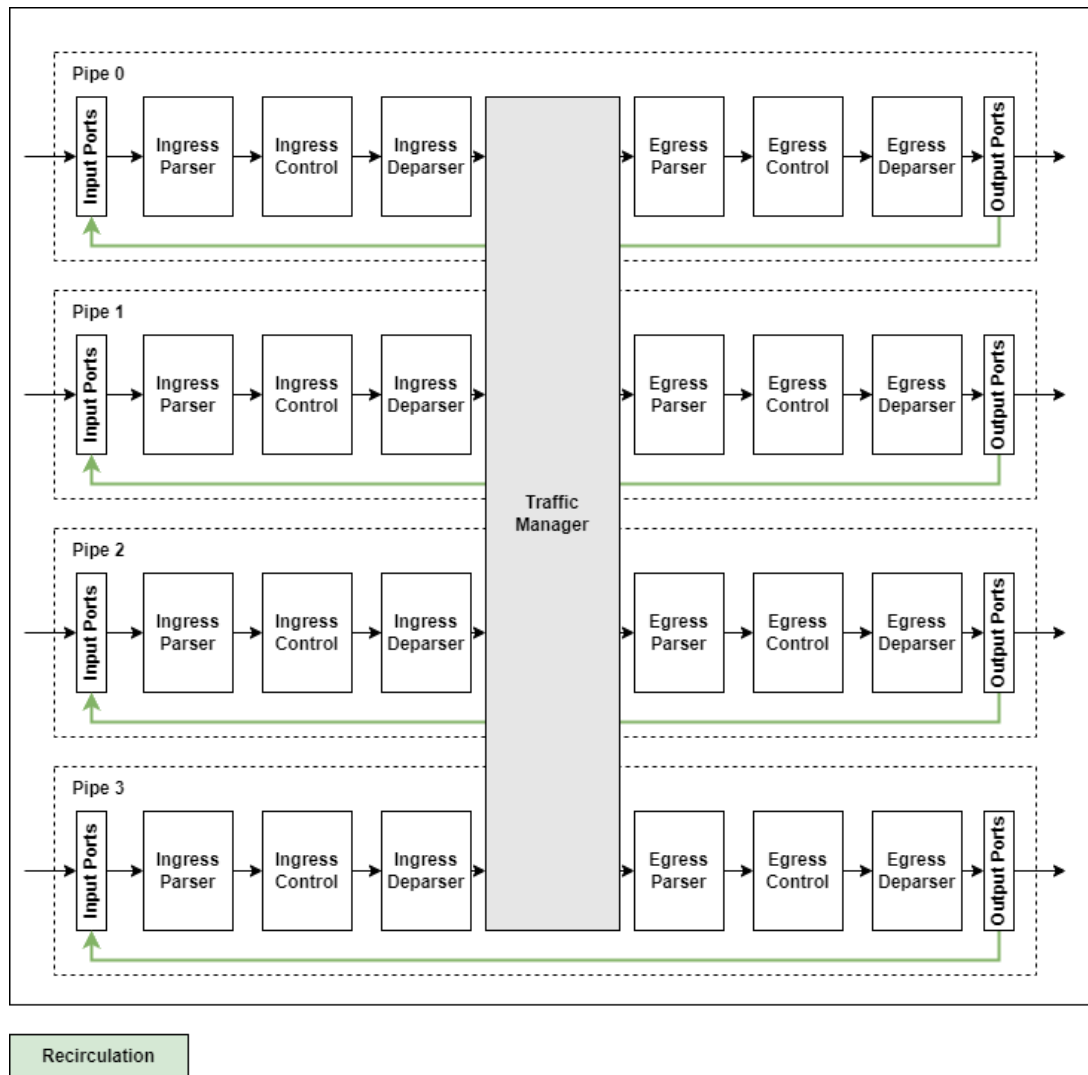 Pipe 0
Input Ports
Ingress
Parser
Ingress
Control
Ingress
Deparser
Egress
Parser
Egress
Control
Egress
Deparser
Output Ports
Pipe 1
Input Ports
Ingress
Parser
Ingress
Control
Ingress
Deparser
Egress
Parser
Egress
Control
Egress
Deparser
Output Ports
Traffic
Manager
Pipe 2
Input Ports
Ingress
Parser
Ingress
Control
Ingress
Deparser
Egress
Parser
Egress
Control
Egress
Deparser
Output Ports
Pipe 3
Input Ports
Ingress
Parser
Ingress
Control
Ingress
Deparser
Egress
Parser
Egress
Control
Egress
Deparser
Output Ports
Recirculation